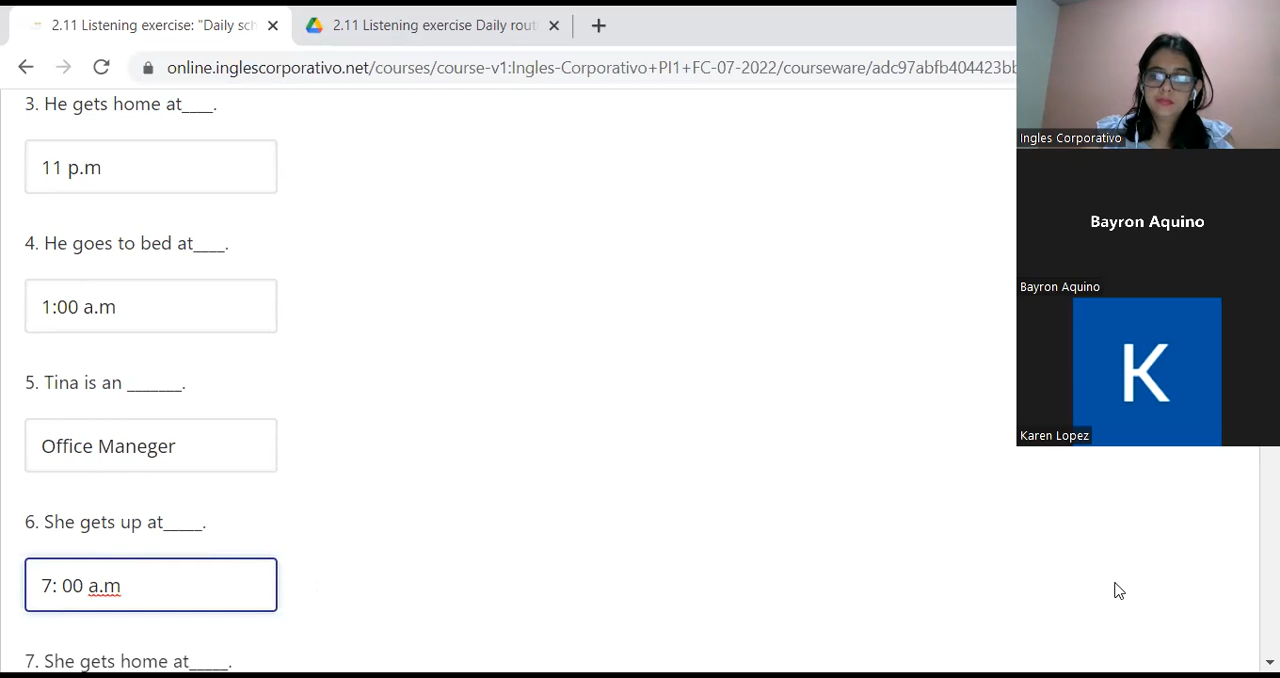 2.11 Listening exercise: "Daily sch
2.11 Listening exercise Daily rout
online.inglescorporativo.net/courses/course-v1:Ingles-Corporativo+PI1+FC-07-2022/courseware/adc97abfb404423bb
3. He gets home at____.
11 p.m
4. He goes to bed at____.
1:00 a.m
5. Tina is an _______.
Office Maneger
6. She gets up at_____.
7: 00 a.m
7. She gets home at_____.
Ingles Corporativo
Bayron Aquino
Bayron Aquino
K
Karen Lopez